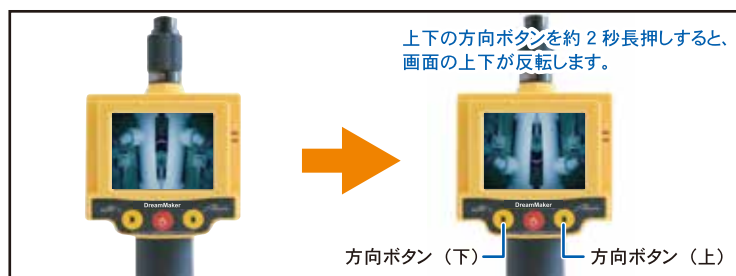 上下の方向ボタンを約 2 秒長押しすると、
画面の上下が反転します。
DreamMaker
DreamMaker
方向ボタン（下）
方向ボタン（上）